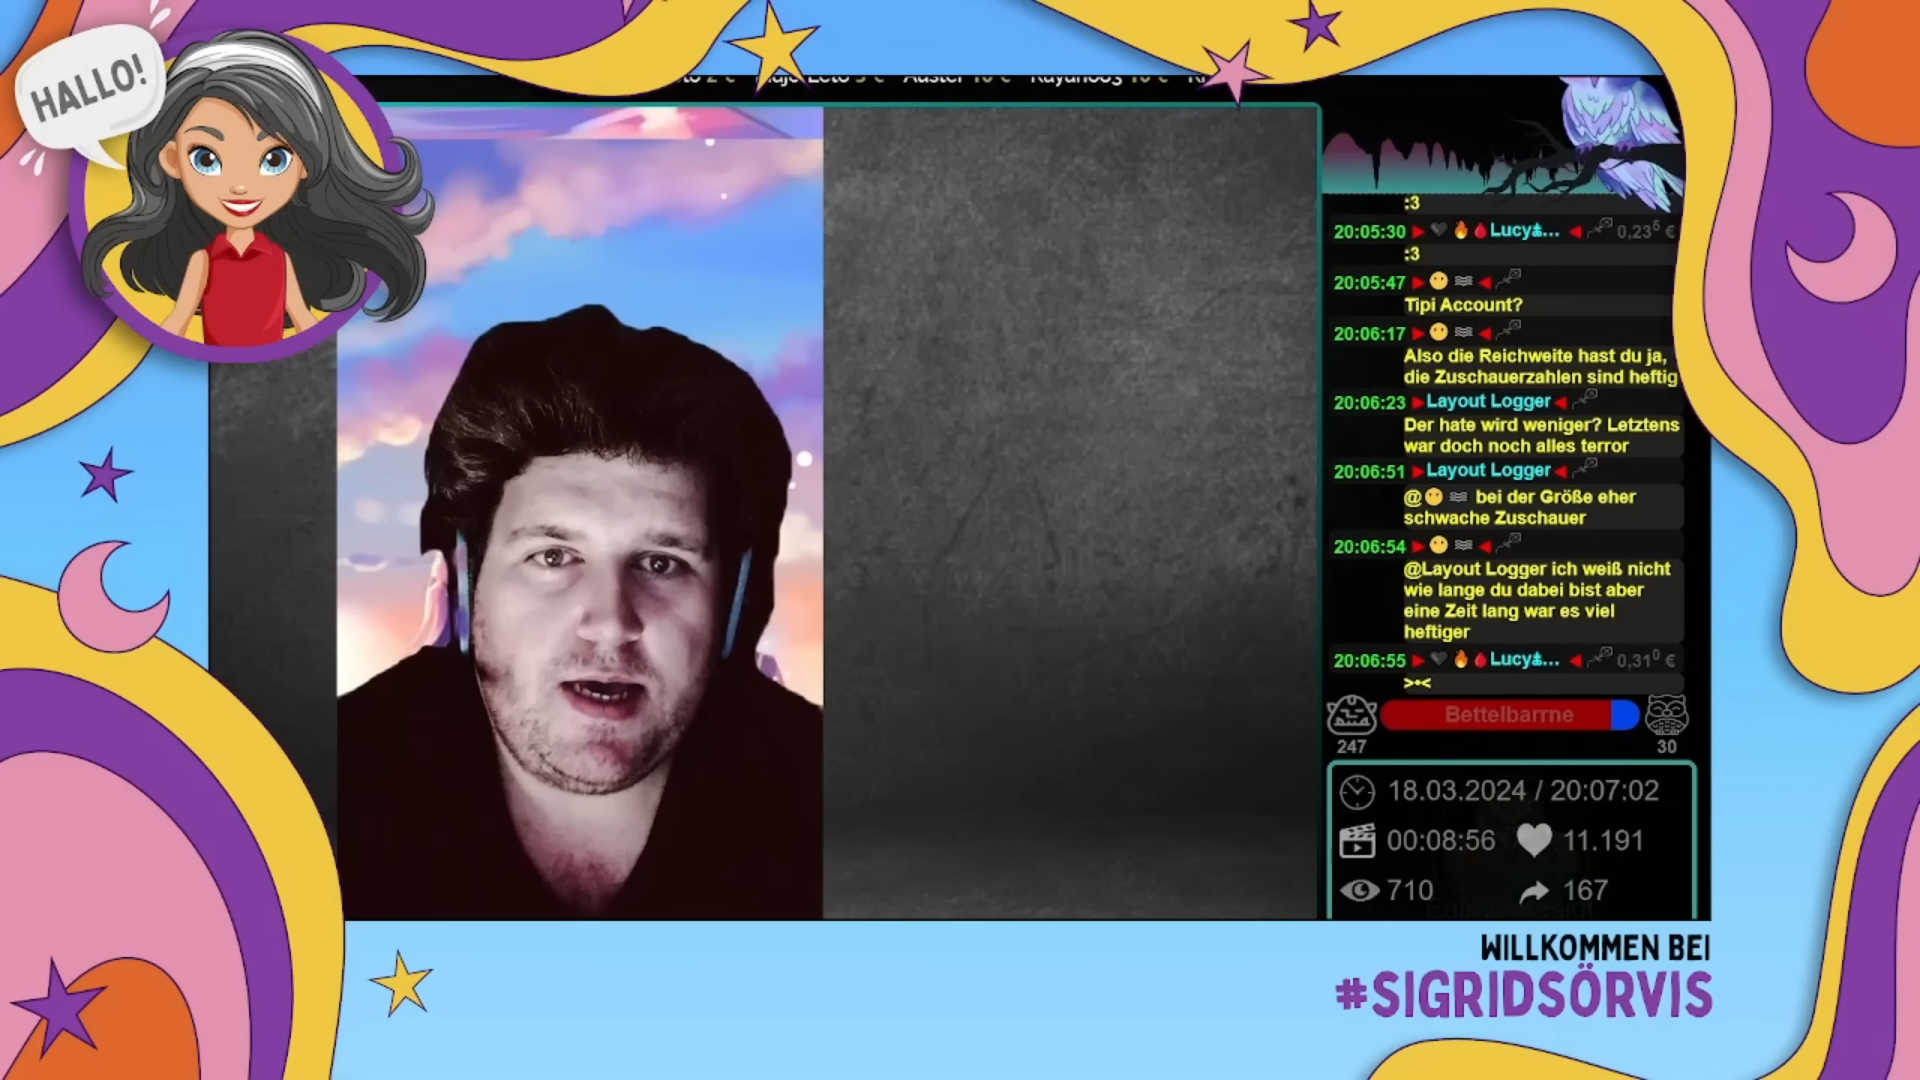 HALLO!
:3
20:05:30 Lucy... 0,23⁵ €
:3
20:05:47
Tipi Account?
20:06:17
Also die Reichweite hast du ja,
die Zuschauerzahlen sind heftig
20:06:23 Layout Logger
Der hate wird weniger? Letztens
war doch noch alles terror
20:06:51 Layout Logger
@ bei der Größe eher
schwache Zuschauer
20:06:54
@Layout Logger ich weiß nicht
wie lange du dabei bist aber
eine Zeit lang war es viel
heftiger
20:06:55 Lucy... 0,31⁰ €
>•<
Bettelbarrne
247 30
18.03.2024 / 20:07:02
00:08:56 11.191
710 167
WILLKOMMEN BEI
#SIGRIDSÖRVIS